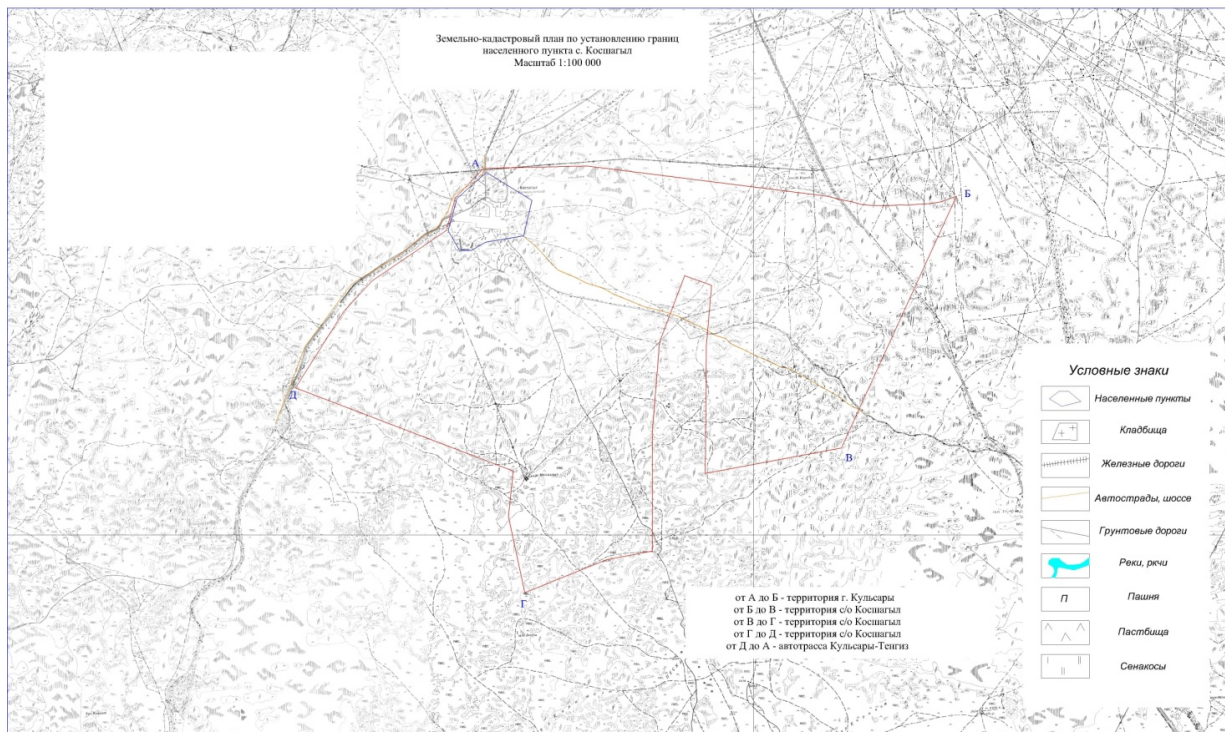 Земельно-кадастровый план по установлению границ
населенного пункта с. Косшагыл
Масштаб 1:100 000
А
Б
Д
В
Г
Условные знаки
Населенные пункты
Кладбища
Железные дороги
Автострады, шоссе
Грунтовые дороги
Реки, ркчи
П
Пашня
Пастбища
Сенакосы
от А до Б - территория г. Кульсары
от Б до В - территория с/о Косшагыл
от В до Г - территория с/о Косшагыл
от Г до Д - территория с/о Косшагыл
от Д до А - автотрасса Кульсары-Тенгиз